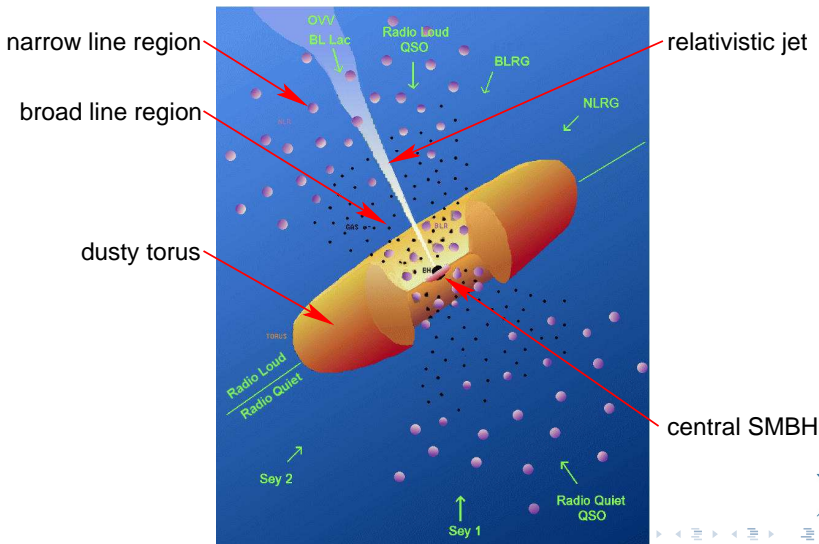 OVV
BL Lac
Radio Loud
QSO
narrow line region
relativistic jet
BLRG
broad line region
NLRG
NLR
GAS
BLR
dusty torus
BH
TORUS
Radio Loud
Radio Quiet
central SMBH
Sey 2
Radio Quiet
QSO
Sey 1